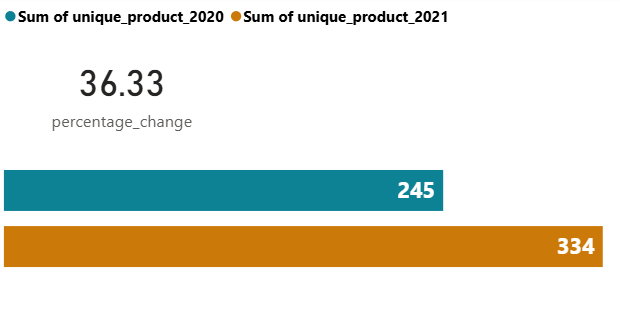 Sum of unique_product_2020 Sum of unique_product_2021
36.33
percentage_change
245
334